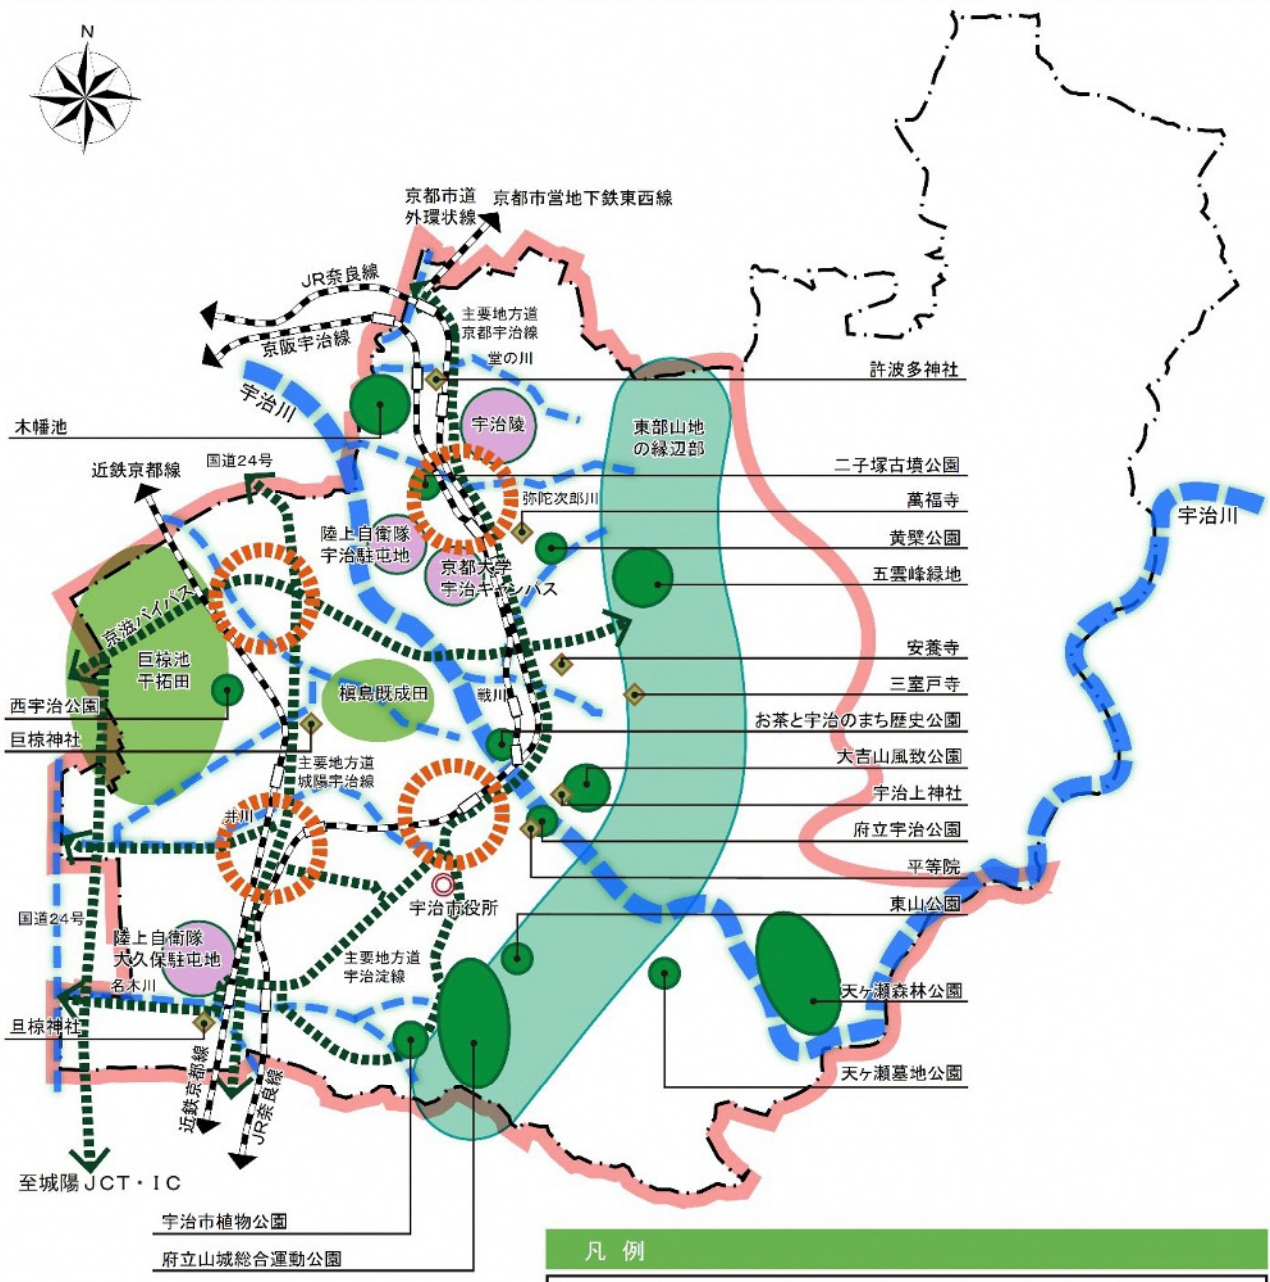 N
京都市道
外環状線
京都市営地下鉄東西線
JR奈良線
主要地方道
京都宇治線
京阪宇治線
堂の川
許波多神社
宇治川
宇治陵
東部山地
の縁辺部
木幡池
近鉄京都線
国道24号
二子塚古墳公園
弥陀次郎川
萬福寺
宇治川
陸上自衛隊
宇治駐屯地
黄檗公園
京都大学
宇治キャンパス
五雲峰緑地
京滋バイパス
安養寺
巨椋池
干拓田
槇島既成田
戦川
三室戸寺
西宇治公園
お茶と宇治のまち歴史公園
巨椋神社
主要地方道
城陽宇治線
大吉山風致公園
宇治上神社
井川
府立宇治公園
平等院
宇治市役所
東山公園
国道24号
陸上自衛隊
大久保駐屯地
主要地方道
宇治淀線
名木川
天ヶ瀬森林公園
旦椋神社
天ヶ瀬墓地公園
近鉄京都線
JR奈良線
至城陽JCT・IC
宇治市植物公園
府立山城総合運動公園
凡例